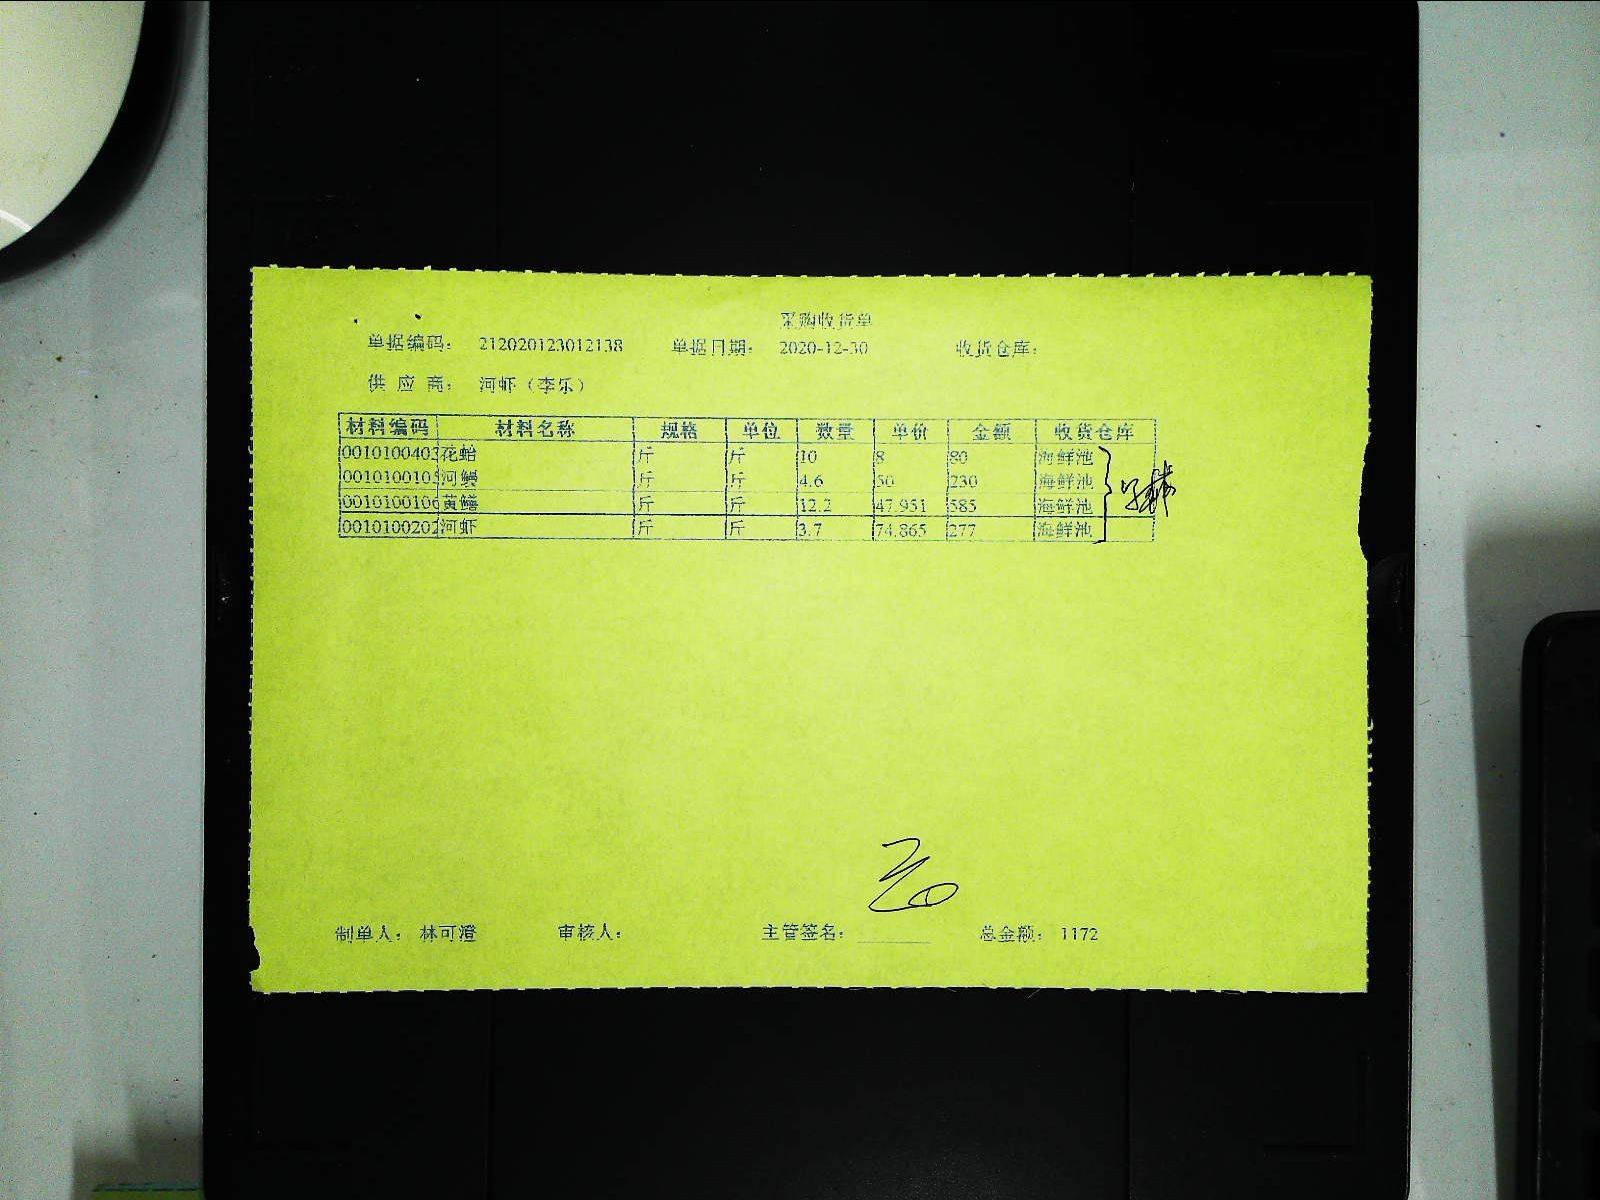 采购收货单
单据编码： 212020123012138 单据日期： 2020-12-30 收货仓库：
供 应 商： 河虾（李乐）
材料编码 材料名称 规格 单位 数量 单价 金额 收货仓库
0010100402 花蛤 斤 斤 10 8 80 海鲜池
0010100105 河鳗 斤 斤 4.6 50 230 海鲜池
0010100106 黄鳝 斤 斤 12.2 47.951 585 海鲜池
0010100202 河虾 斤 斤 3.7 74.865 277 海鲜池
制单人： 林可澄 审核人： 主管签名： 总金额： 1172